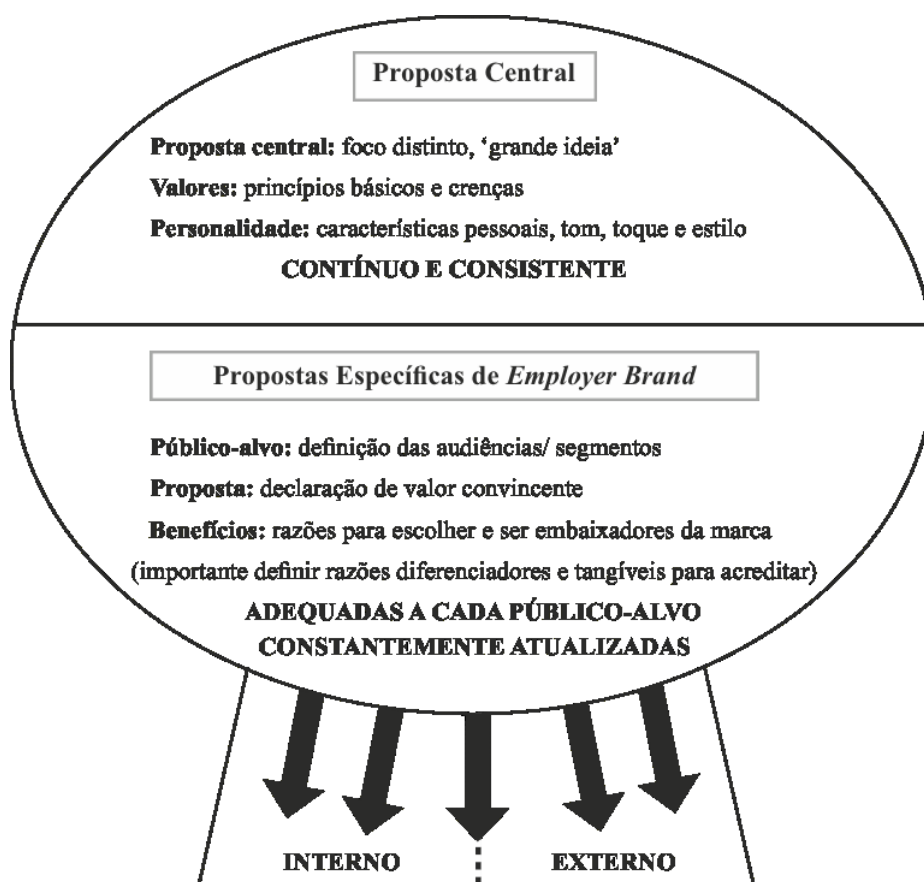 Proposta Central
Proposta central: foco distinto, ‘grande ideia’
Valores: princípios básicos e crenças
Personalidade: características pessoais, tom, toque e estilo
CONTÍNUO E CONSISTENTE
Propostas Específicas de Employer Brand
Público-alvo: definição das audiências/ segmentos
Proposta: declaração de valor convincente
Benefícios: razões para escolher e ser embaixadores da marca
(importante definir razões diferenciadores e tangíveis para acreditar)
ADEQUADAS A CADA PÚBLICO-ALVO
CONSTANTEMENTE ATUALIZADAS
INTERNO EXTERNO